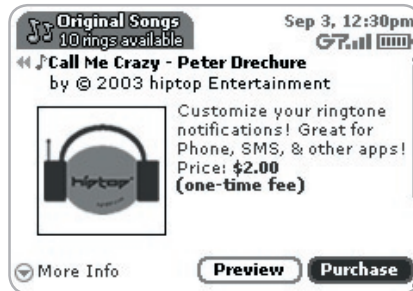 Original Songs
10 rings available
Sep 3, 12:30pm
G
Call Me Crazy - Peter Drechure
by © 2003 hiptop Entertainment
Customize your ringtone
notifications! Great for
Phone, SMS, & other apps!
Price: $2.00
(one-time fee)
hiptop
More Info
Preview
Purchase